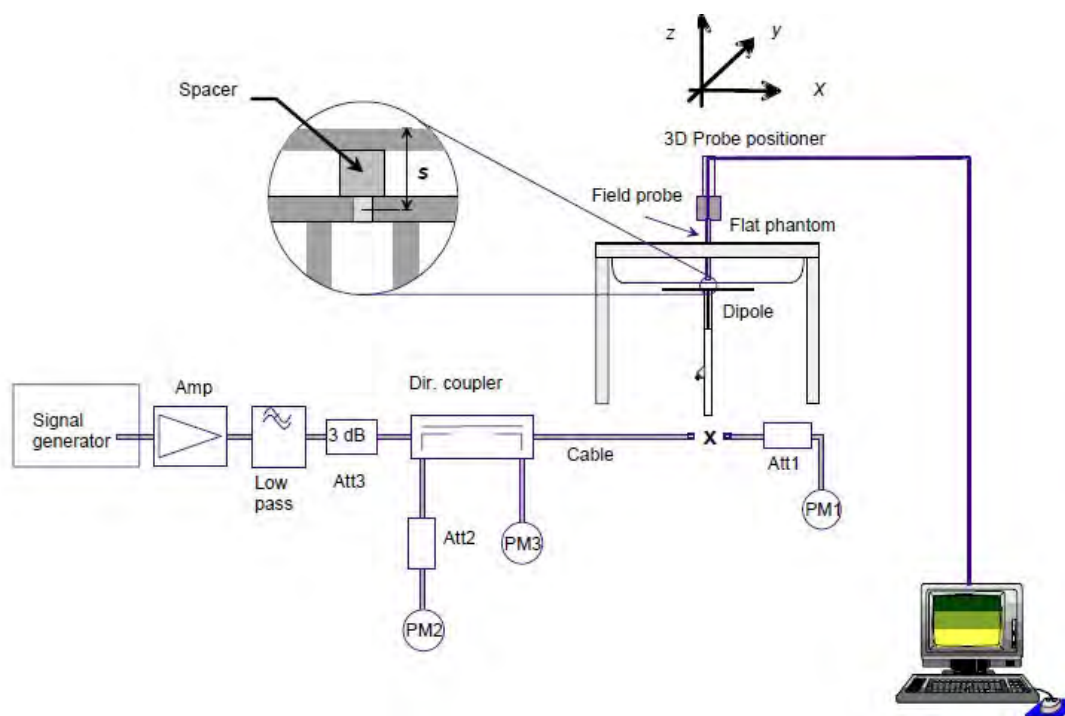 z
y
X
Spacer
s
3D Probe positioner
Field probe
Flat phantom
Dipole
Dir. coupler
Amp
Signal
generator
3 dB
Low
pass
Att3
Cable
X
Att1
PM1
Att2
PM3
PM2